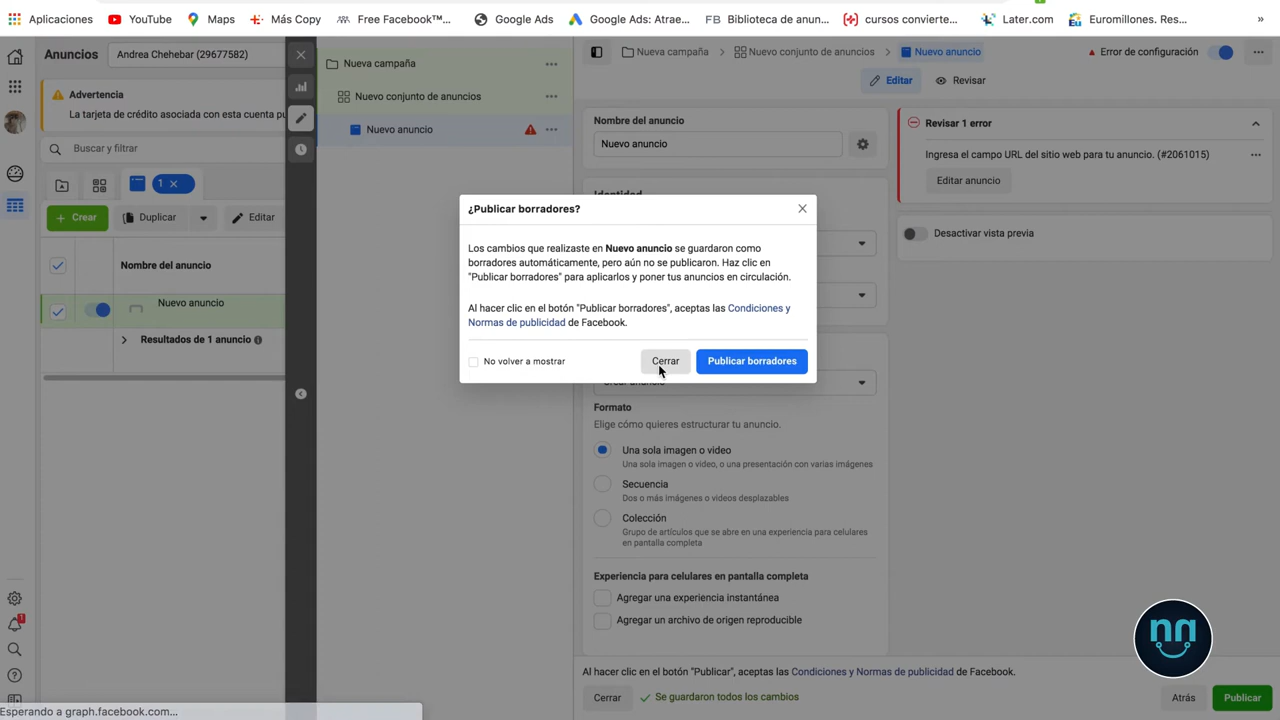 Aplicaciones
YouTube
Maps
Más Copy
Free Facebook™...
Google Ads
Google Ads: Atrae...
FB Biblioteca de anun...
cursos convierte...
Later.com
Euromillones. Res...
»
Anuncios
Andrea Chehebar (29677582)
Advertencia
La tarjeta de crédito asociada con esta cuenta pu
Buscar y filtrar
1
Crear
Duplicar
Editar
Nombre del anuncio
Nuevo anuncio
Resultados de 1 anuncio
Nueva campaña
Nuevo conjunto de anuncios
Nuevo anuncio
Nueva campaña
Nuevo conjunto de anuncios
Nuevo anuncio
Error de configuración
Editar
Revisar
Nombre del anuncio
Nuevo anuncio
Identidad
Revisar 1 error
Ingresa el campo URL del sitio web para tu anuncio. (#2061015)
Editar anuncio
Desactivar vista previa
¿Publicar borradores?
Los cambios que realizaste en Nuevo anuncio se guardaron como
borradores automáticamente, pero aún no se publicaron. Haz clic en
"Publicar borradores" para aplicarlos y poner tus anuncios en circulación.
Al hacer clic en el botón "Publicar borradores", aceptas las Condiciones y
Normas de publicidad de Facebook.
No volver a mostrar
Cerrar
Publicar borradores
Formato
Elige cómo quieres estructurar tu anuncio.
Una sola imagen o video
Una sola imagen o video, o una presentación con varias imágenes
Secuencia
Dos o más imágenes o videos desplazables
Colección
Grupo de artículos que se abre en una experiencia para celulares
en pantalla completa
Experiencia para celulares en pantalla completa
Agregar una experiencia instantánea
Agregar un archivo de origen reproducible
Al hacer clic en el botón "Publicar", aceptas las Condiciones y Normas de publicidad de Facebook.
Cerrar
Se guardaron todos los cambios
Atrás
Publicar
1
Esperando a graph.facebook.com...
nn